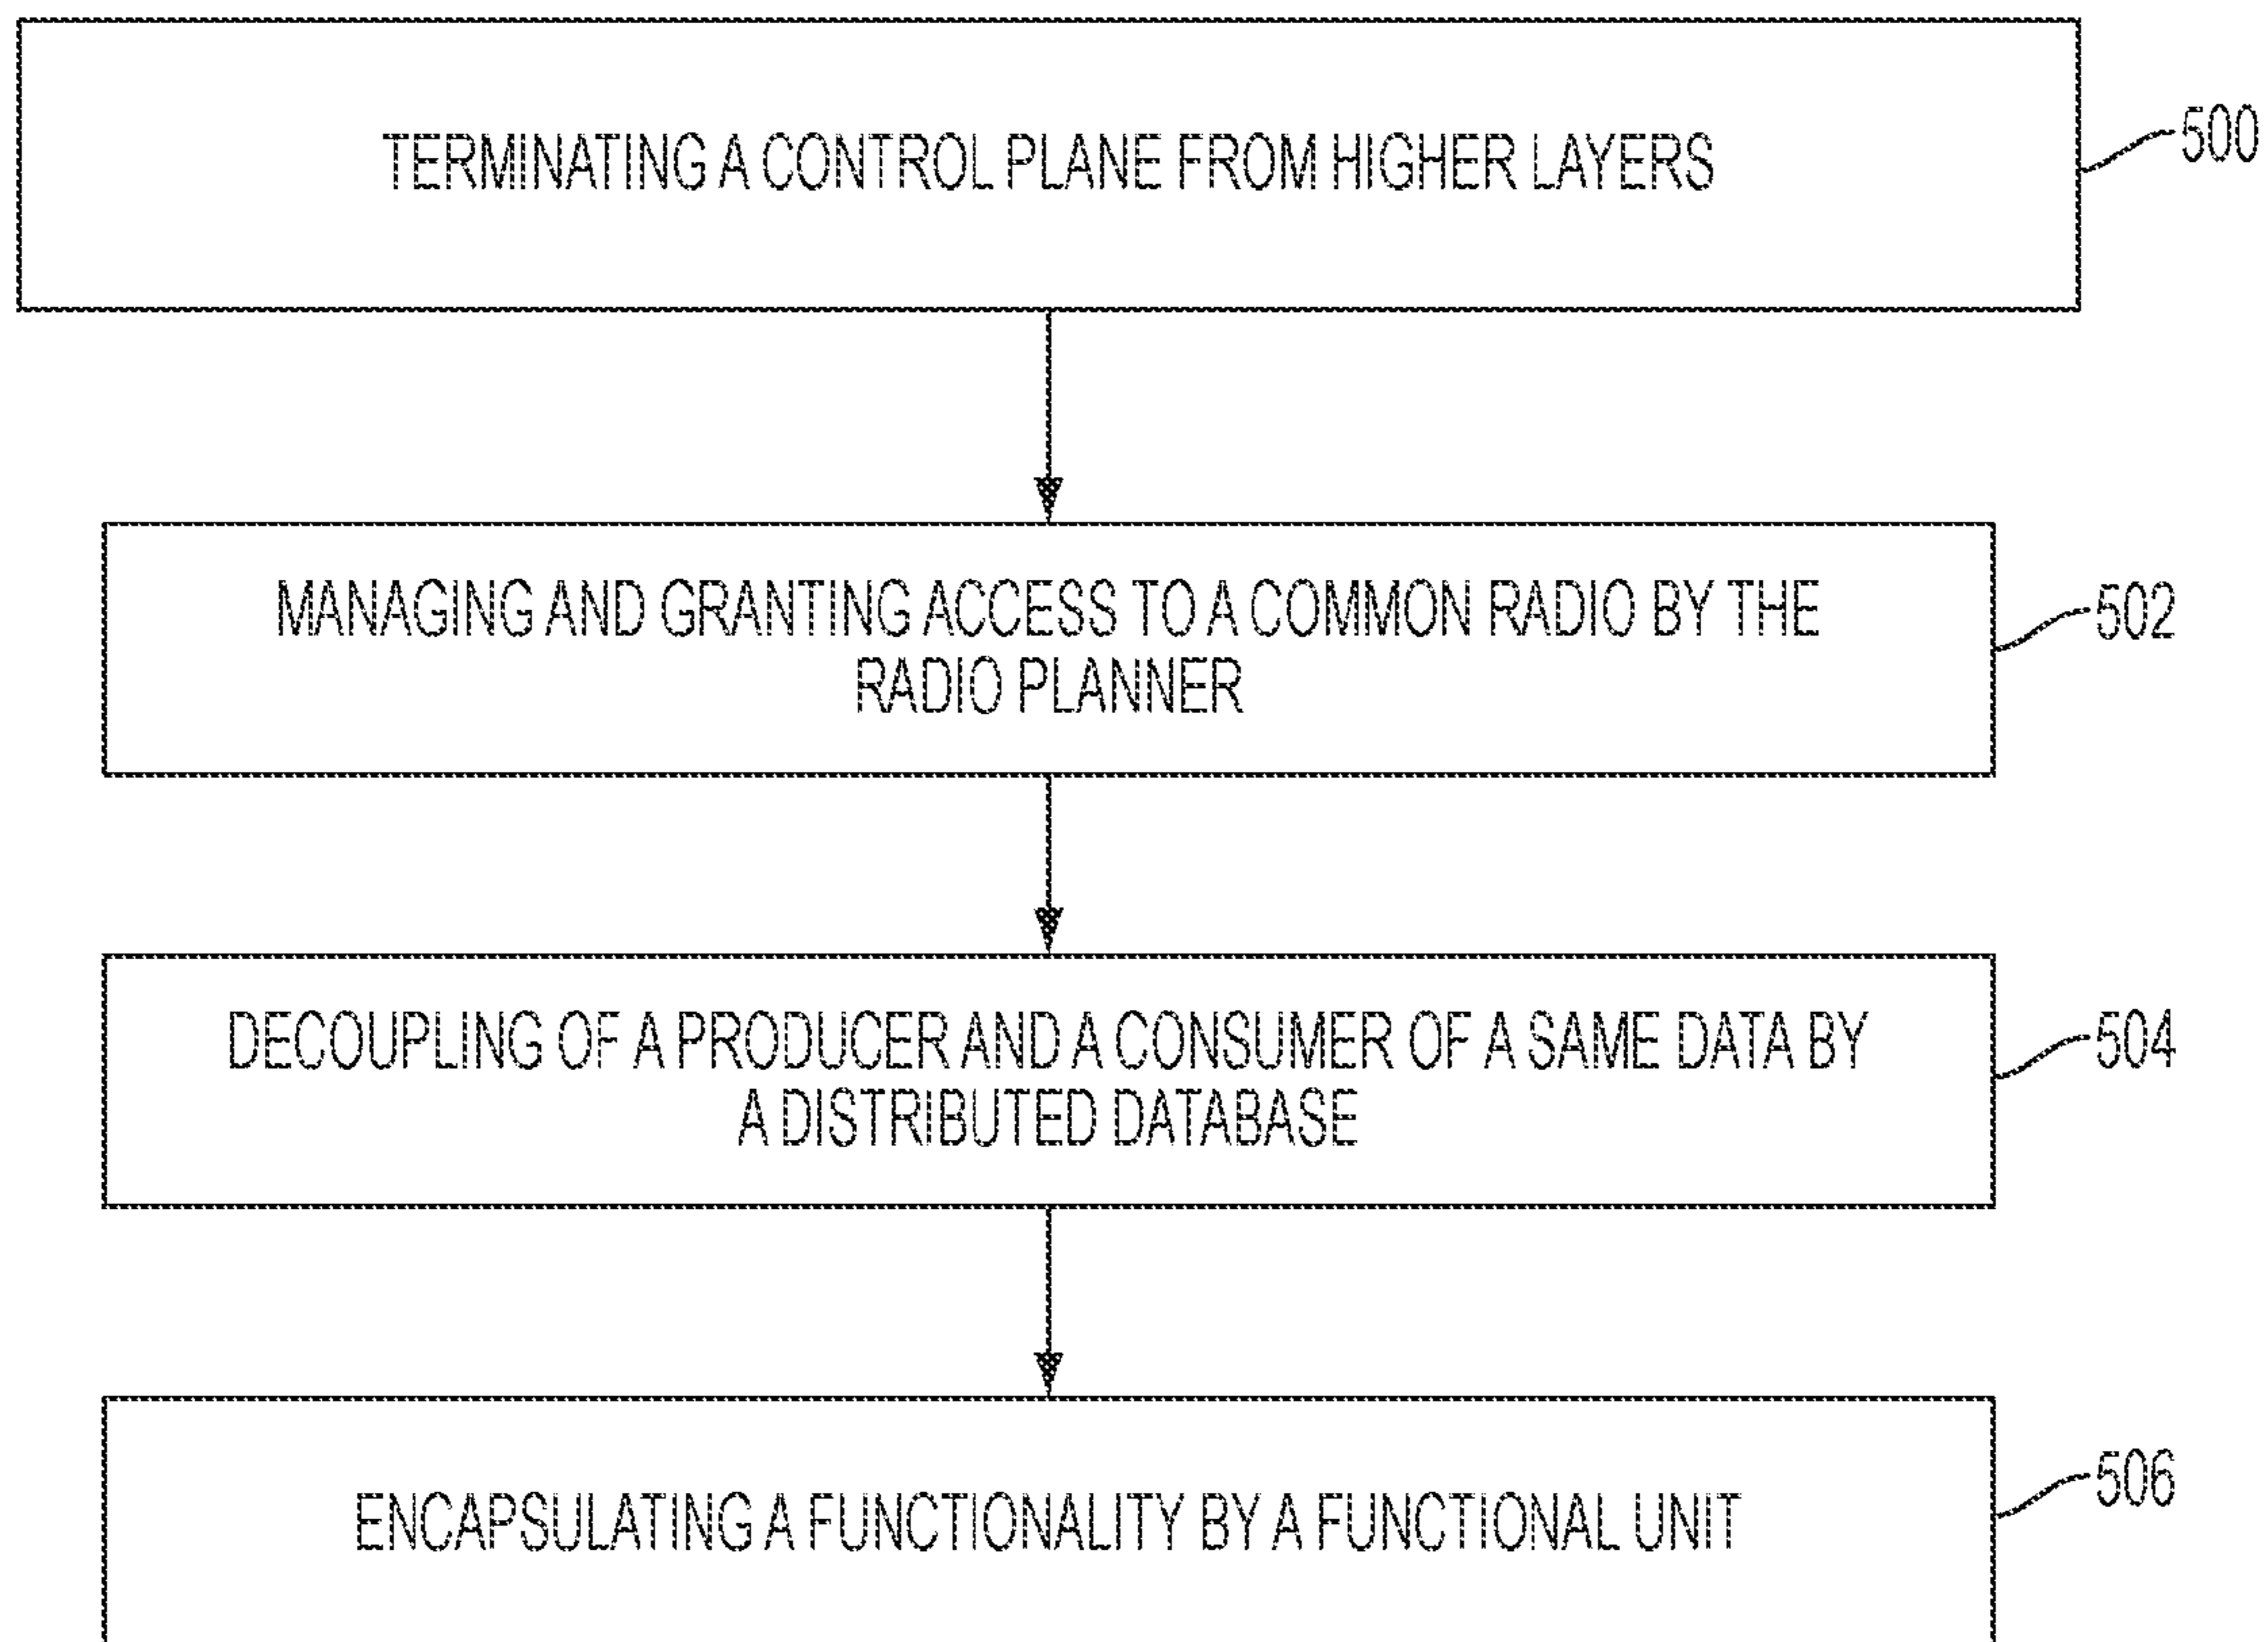 TERMINATING A CONTROL PLANE FROM HIGHER LAYERS
500
MANAGING AND GRANTING ACCESS TO A COMMON RADIO BY THE
RADIO PLANNER
502
DECOUPLING OF A PRODUCER AND A CONSUMER OF A SAME DATA BY
A DISTRIBUTED DATABASE
504
ENCAPSULATING A FUNCTIONALITY BY A FUNCTIONAL UNIT
506